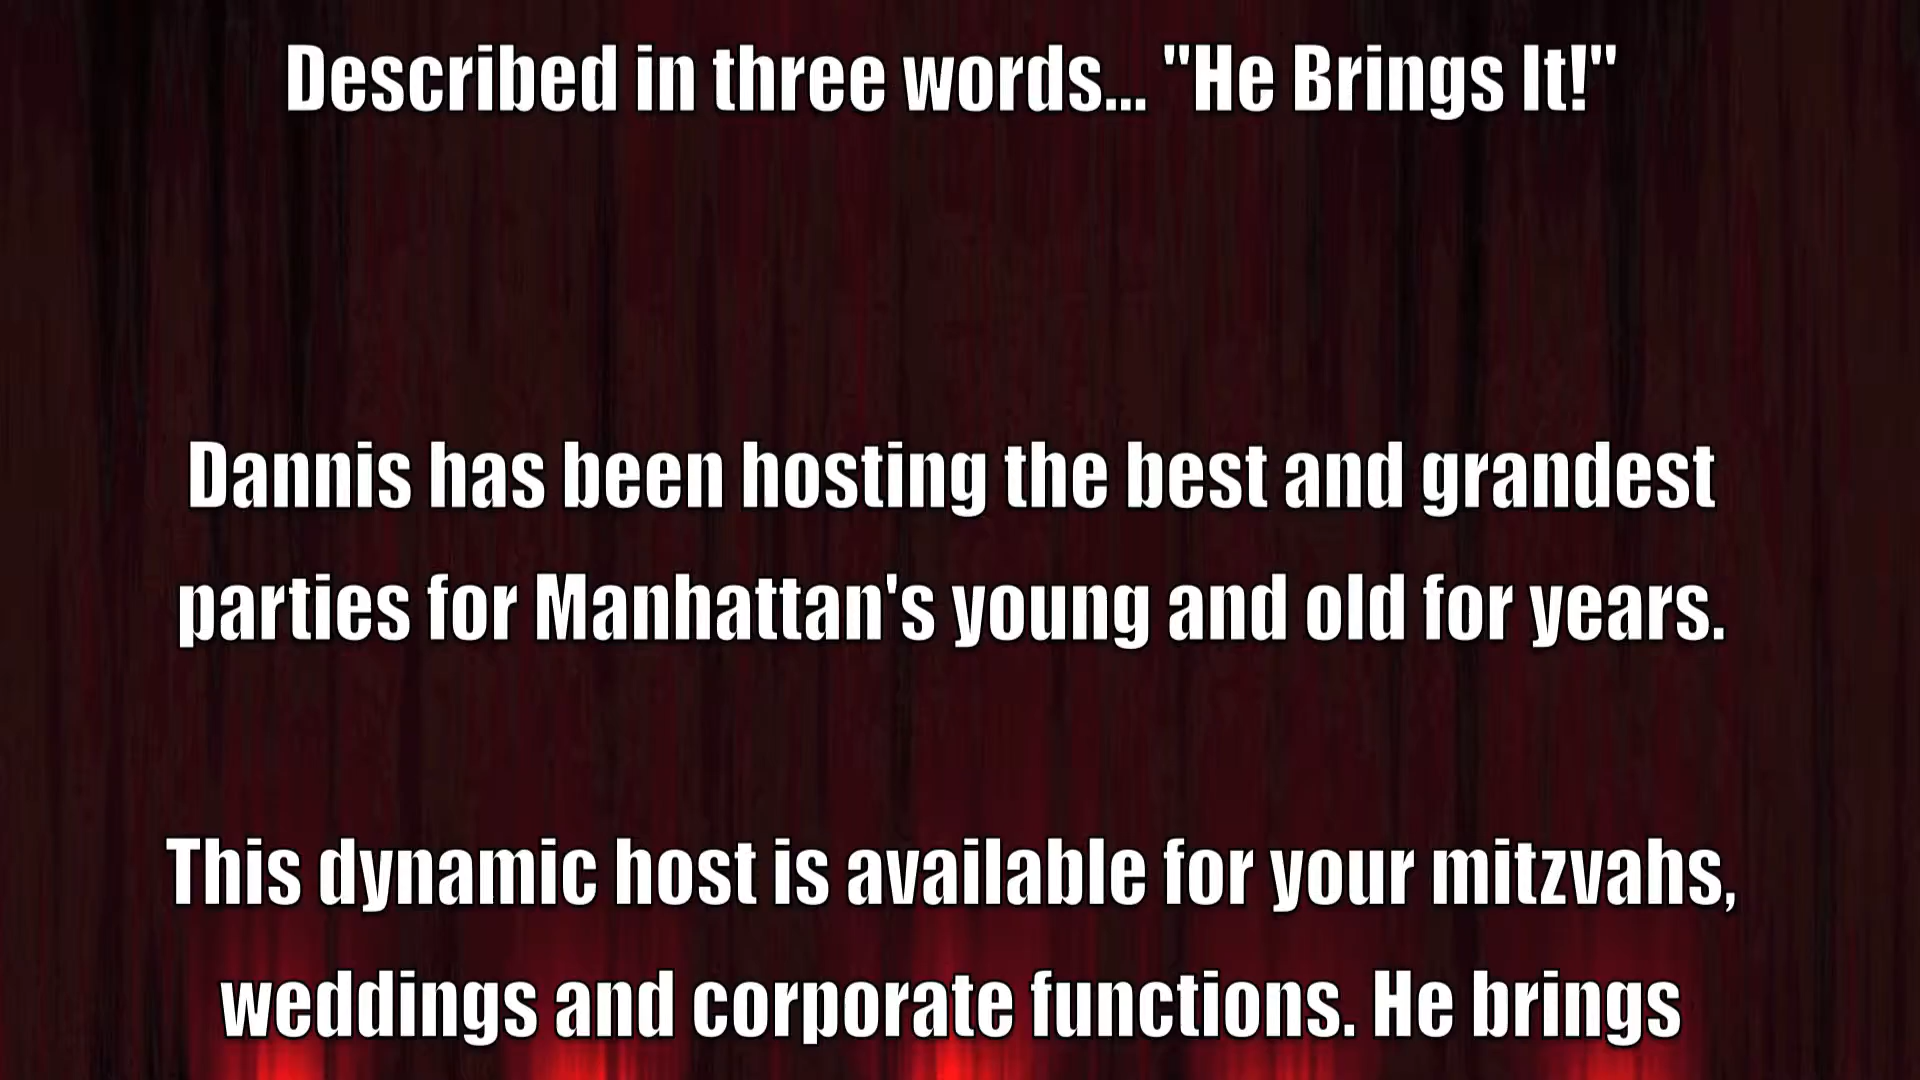 Described in three words... "He Brings It!"
Dannis has been hosting the best and grandest
parties for Manhattan's young and old for years.
This dynamic host is available for your mitzvahs,
weddings and corporate functions. He brings